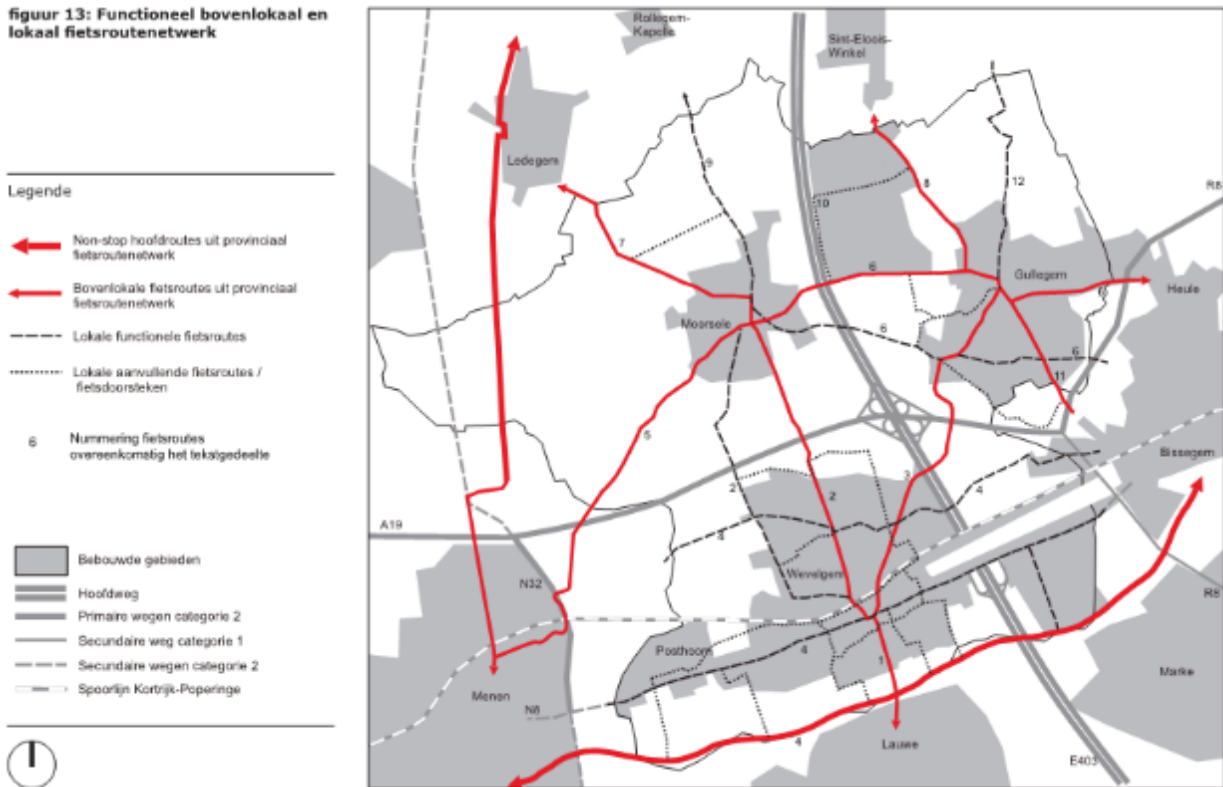 figuur 13: Functioneel bovenlokaal en
lokaal fietsroutenetwerk
Legende
Non-stop hoofdroutes uit provinciaal
fietsroutenetwerk
Bovenlokale fietsroutes uit provinciaal
fietsroutenetwerk
Lokale functionele fietsroutes
Lokale aanvullende fietsroutes /
fietsdoorsteken
6 Nummering fietsroutes
overeenkomstig het tekstgedeelte
Bebouwde gebieden
Hoofdweg
Primaire wegen categorie 2
Secundaire weg categorie 1
Secundaire wegen categorie 2
Spoorlijn Kortrijk-Poperinge
Rollegem-
Kapelle
Sint-Eloois-
Winkel
Ledegem
9
8
12
R8
10
7
6
Gullegem
Heule
Moorsele
6
6
11
5
Bissegem
2
2
3
4
A19
4
Wevelgem
N32
R8
Posthoorn
4
1
Menen
Marke
N8
4
Lauwe
E403